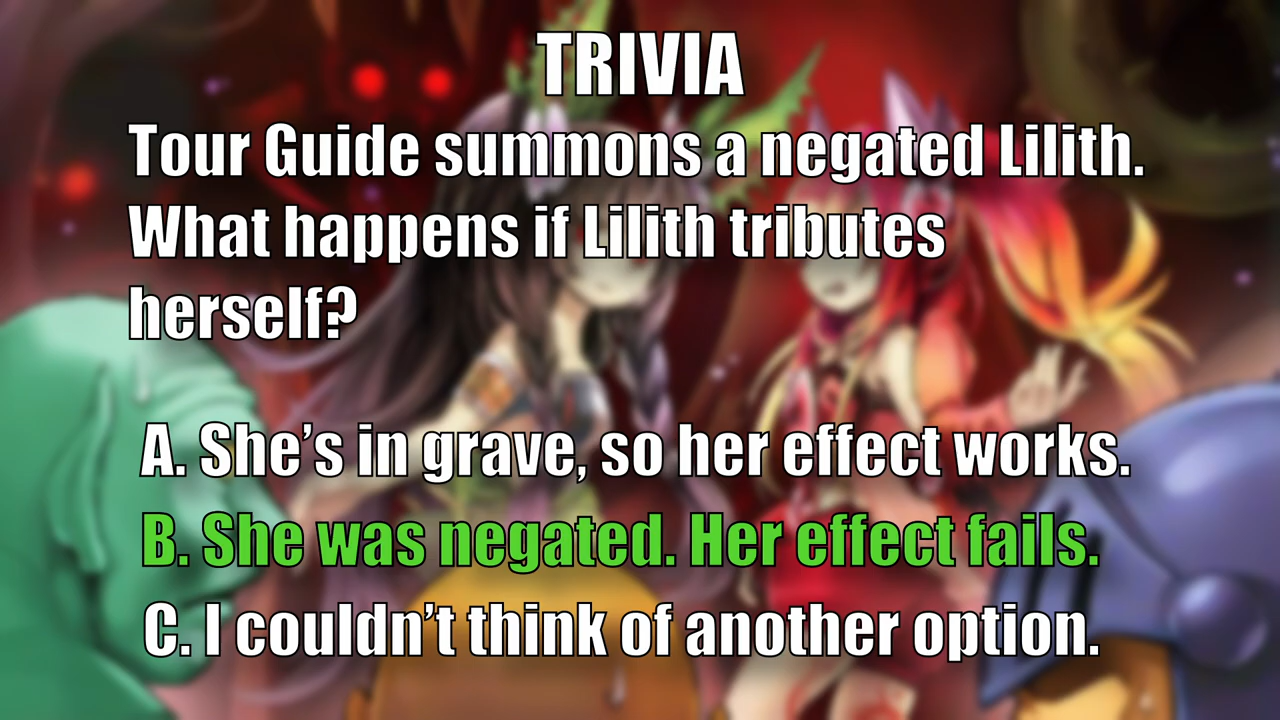 TRIVIA
Tour Guide summons a negated Lilith.
What happens if Lilith tributes
herself?
A. She’s in grave, so her effect works.
B. She was negated. Her effect fails.
C. I couldn’t think of another option.